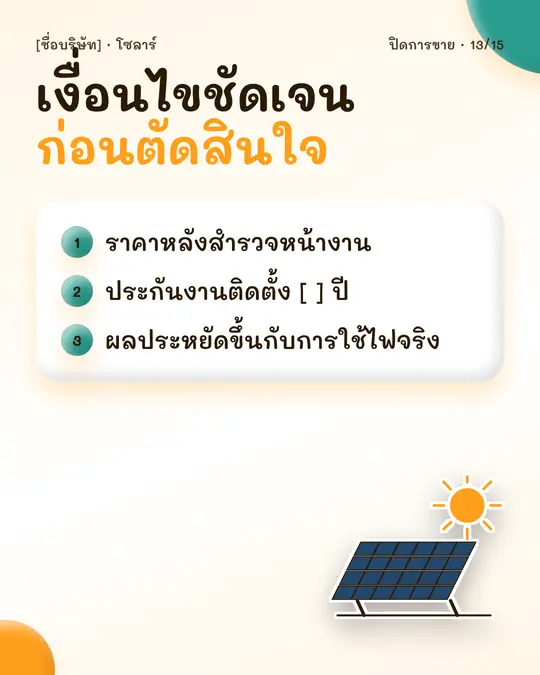 [ชื่อบริษัท] · โซลาร์
ปิดการขาย · 13/15
เงื่อนไขชัดเจน
ก่อนตัดสินใจ
1 ราคาหลังสำรวจหน้างาน
2 ประกันงานติดตั้ง [ ] ปี
3 ผลประหยัดขึ้นกับการใช้ไฟจริง